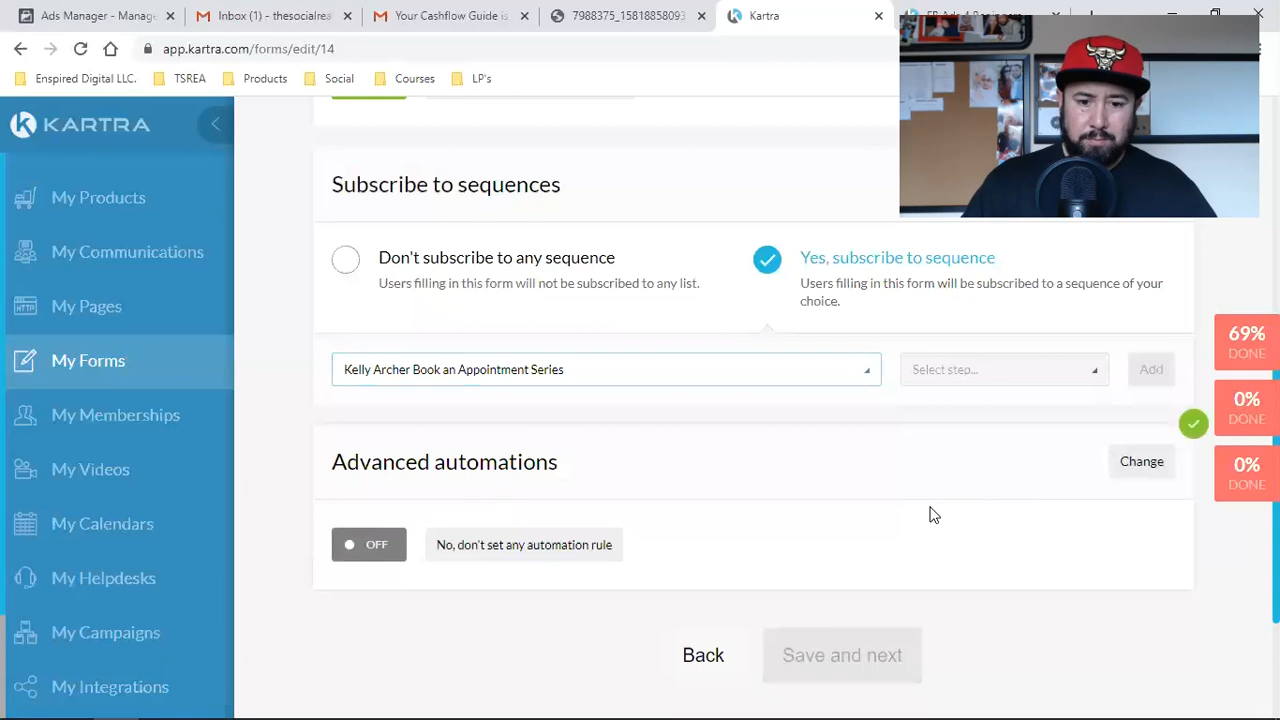 Ads Manager - Manage
Inbox (1) - thesocialrea
Your Cashflow Guide is
7988375_15818858093
Kartra
app.kartra.com/forms/edit/14
Enspired Digital LLC.
TSREA
Products
Social
Courses
LP's
KARTRA
My Products
My Communications
My Pages
My Forms
My Memberships
My Videos
My Calendars
My Helpdesks
My Campaigns
My Integrations
HTTP
Subscribe to sequences
Don't subscribe to any sequence
Users filling in this form will not be subscribed to any list.
Yes, subscribe to sequence
Users filling in this form will be subscribed to a sequence of your
choice.
Kelly Archer Book an Appointment Series
Select step...
Add
Advanced automations
Change
OFF
No, don't set any automation rule
Back
Save and next
69%
DONE
0%
DONE
0%
DONE